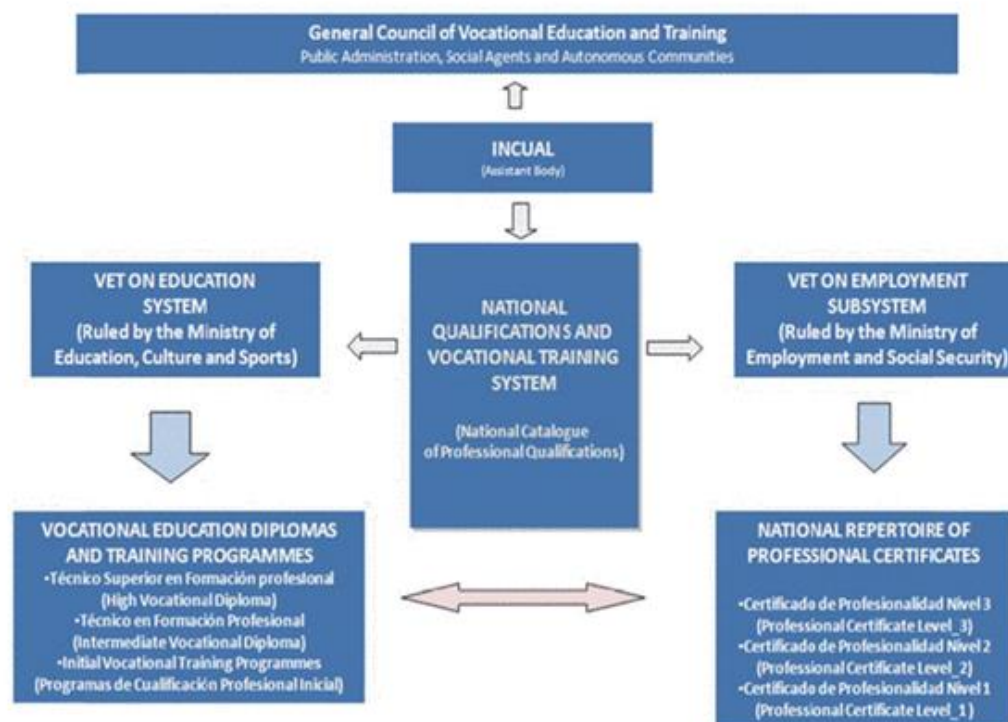 General Council of Vocational Education and Training
Public Administration, Social Agents and Autonomous Communities
INCUAL
(Assistant Body)
VET ON EDUCATION
SYSTEM
(Ruled by the Ministry of
Education, Culture and Sports)
NATIONAL
QUALIFICATIONS AND
VOCATIONAL TRAINING
SYSTEM
(National Catalogue
of Professional Qualifications)
VET ON EMPLOYMENT
SUBSYSTEM
(Ruled by the Ministry of
Employment and Social Security)
VOCATIONAL EDUCATION DIPLOMAS
AND TRAINING PROGRAMMES
•Técnico Superior en Formación profesional
(High Vocational Diploma)
•Técnico en Formación Profesional
(Intermediate Vocational Diploma)
•Initial Vocational Training Programmes
(Programas de Cualificación Profesional Inicial)
NATIONAL REPERTOIRE OF
PROFESSIONAL CERTIFICATES
•Certificado de Profesionalidad Nivel 3
(Professional Certificate Level_3)
•Certificado de Profesionalidad Nivel 2
(Professional Certificate Level_2)
•Certificado de Profesionalidad Nivel 1
(Professional Certificate Level_1)